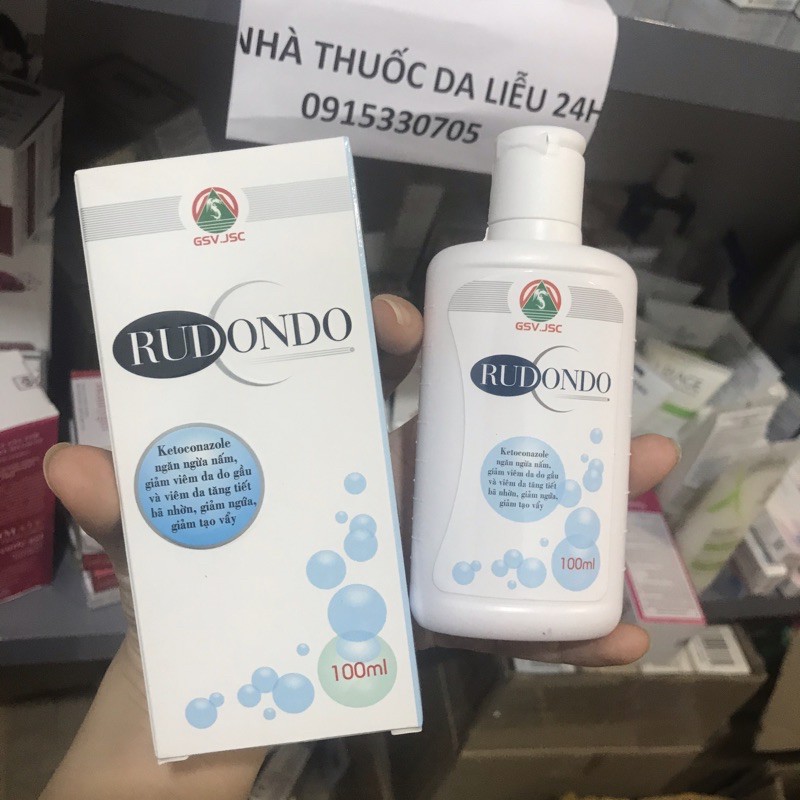 NHÀ THUỐC DA LIỄU 24H
0915330705
GSV.JSC
RUDONDO
Ketoconazole
ngăn ngừa nấm,
giảm viêm da do gầu
và viêm da tăng tiết
bã nhờn, giảm ngứa,
giảm tạo vẩy
100ml
GSV.JSC
RUDONDO
Ketoconazole
ngăn ngừa nấm,
giảm viêm da do gầu
và viêm da tăng tiết
bã nhờn, giảm ngứa,
giảm tạo vẩy
100ml